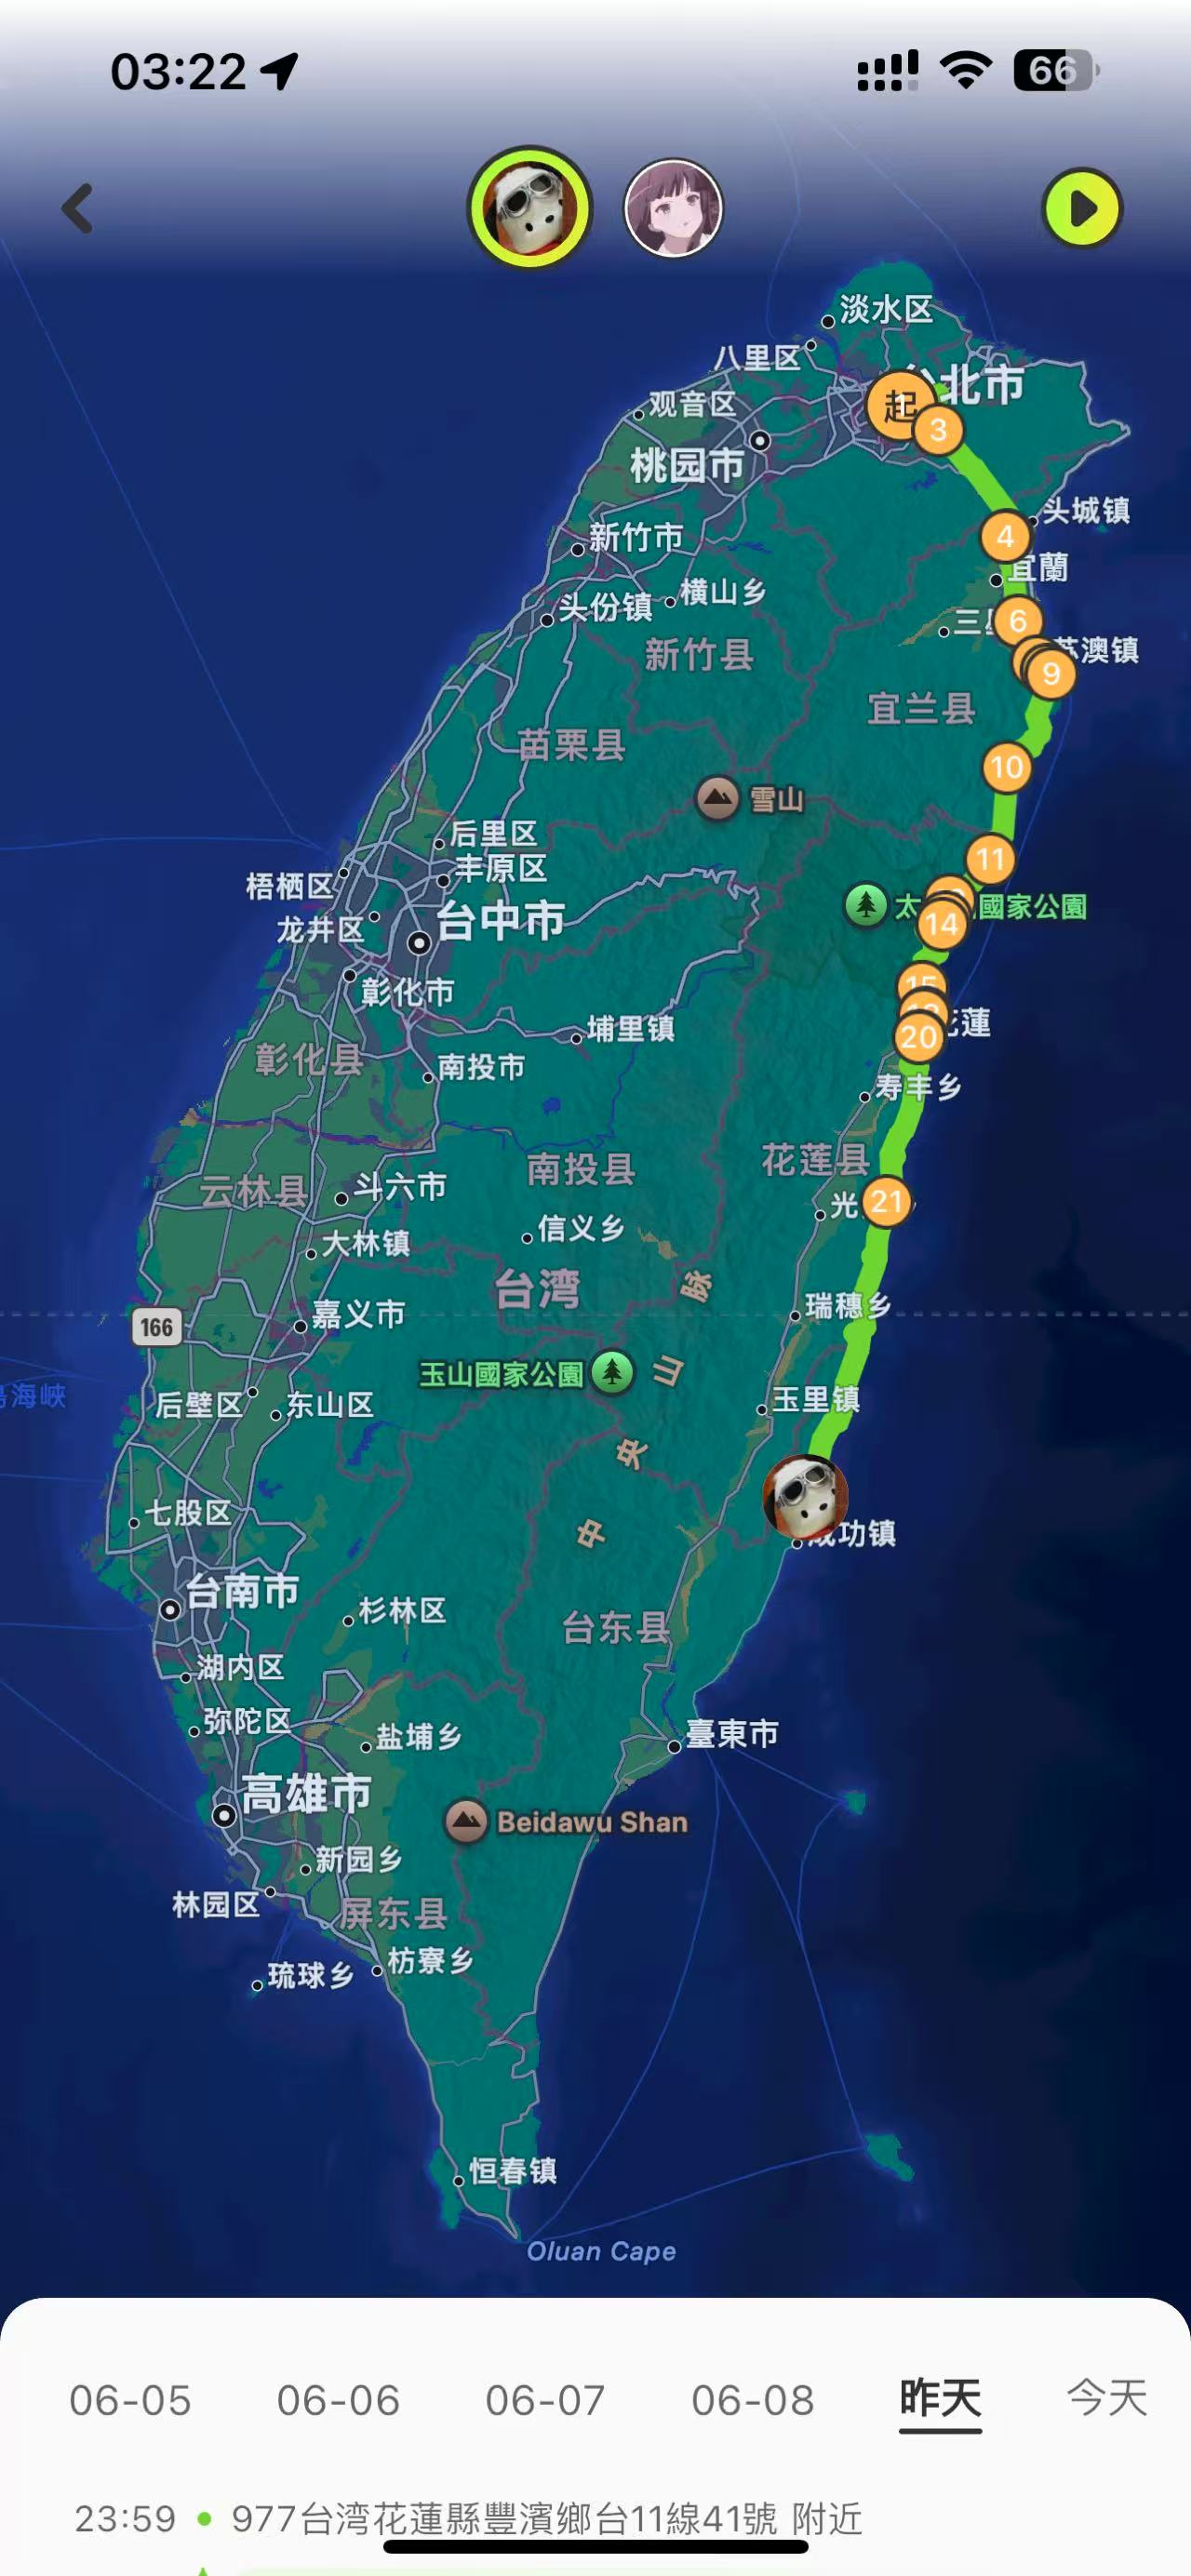 03:22
66
淡水区
八里区
北市
起
1
观音区
3
桃园市
头城镇
新竹市
4
宜蘭
横山乡
头份镇
三
6
苏澳镇
新竹县
9
宜兰县
苗栗县
10
雪山
后里区
11
丰原区
梧栖区
太
國家公園
龙井区
台中市
14
彰化市
15
花蓮
埔里镇
20
彰化县
南投市
寿丰乡
花莲县
南投县
云林县
斗六市
光
21
信义乡
大林镇
台湾
中央山脉
瑞穗乡
嘉义市
166
玉山國家公園
海峡
后壁区
东山区
玉里镇
七股区
成功镇
台南市
杉林区
台东县
湖内区
弥陀区
盐埔乡
臺東市
高雄市
Beidawu Shan
新园乡
林园区
屏东县
枋寮乡
琉球乡
恒春镇
Oluan Cape
06-05
06-06
06-07
06-08
昨天
今天
23:59
977台湾花蓮縣豐濱鄉台11線41號 附近